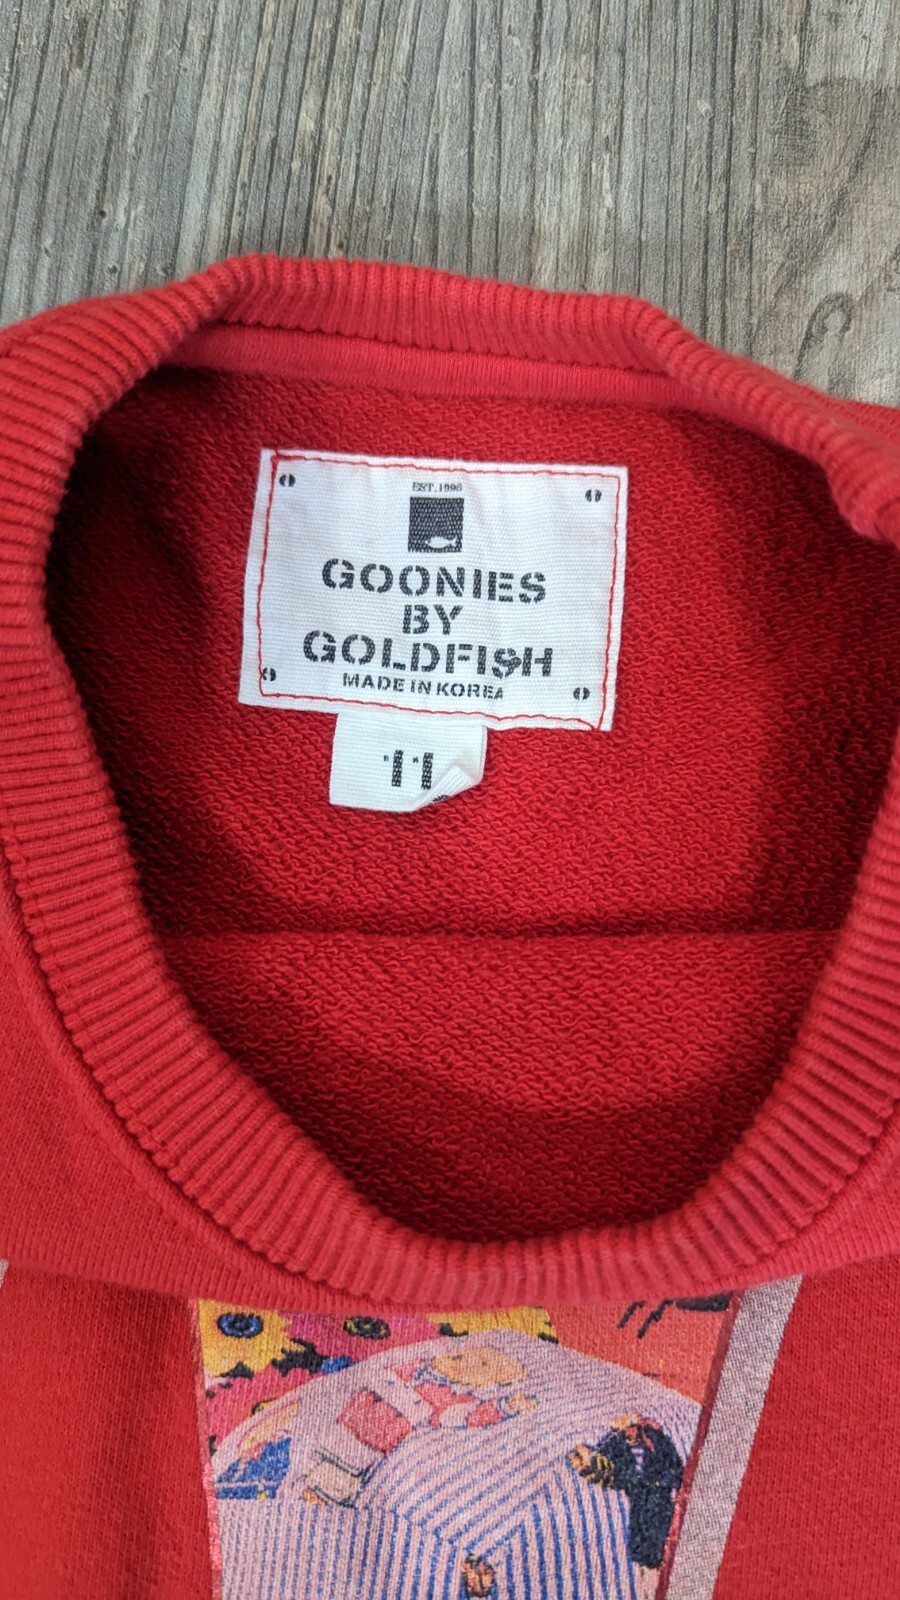 EST.1996
GOONIES
BY
GOLDFISH
MADE IN KOREA
11